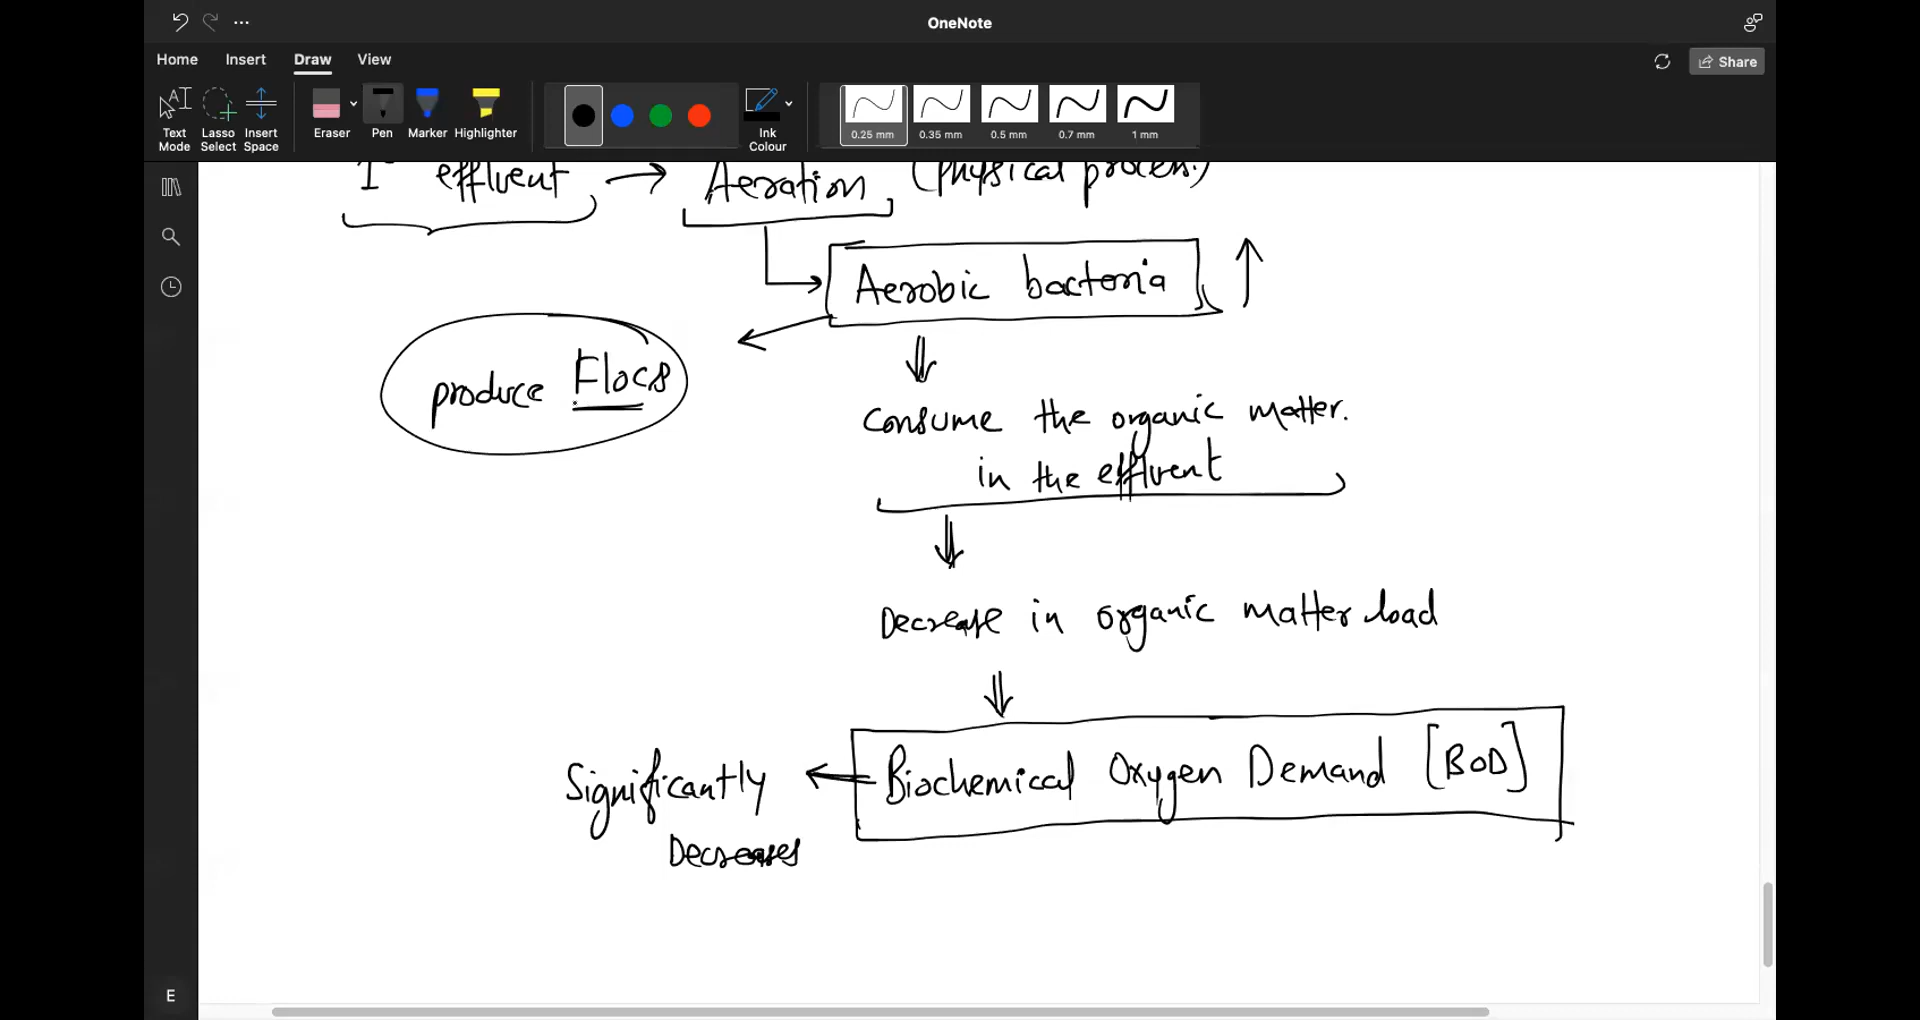 OneNote
Home Insert Draw View
Share
Text Mode
Lasso Select
Insert Space
Eraser
Pen
Marker
Highlighter
Ink Colour
0.25 mm
0.35 mm
0.5 mm
0.7 mm
1 mm
1° effluent → Aeration (physical process.)
Aerobic bacteria ↑
produce Flocs
Consume the organic matter.
in the effluent
Decrease in organic matter load
Biochemical Oxygen Demand [BOD]
Significantly
Decreases
E